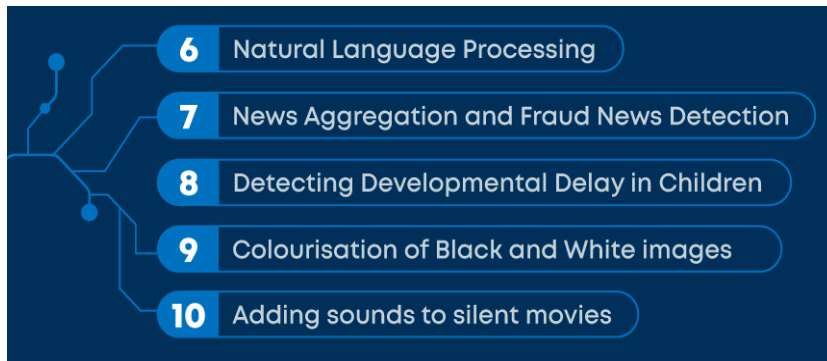 6 Natural Language Processing
7 News Aggregation and Fraud News Detection
8 Detecting Developmental Delay in Children
9 Colourisation of Black and White images
10 Adding sounds to silent movies